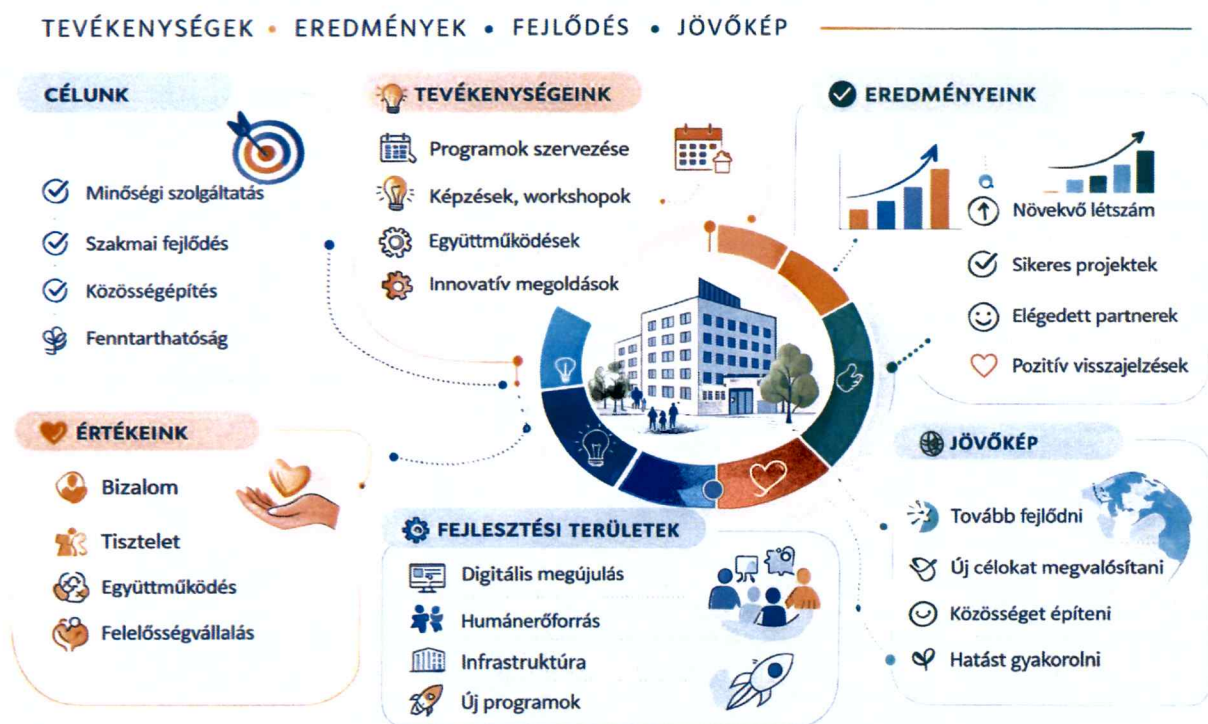 TEVÉKENYSÉGEK • EREDMÉNYEK • FEJLŐDÉS • JÖVŐKÉP
CÉLUNK
Minőségi szolgáltatás
Szakmai fejlődés
Közösségépítés
Fenntarthatóság
TEVÉKENYSÉGEINK
Programok szervezése
Képzések, workshopok
Együttműködések
Innovatív megoldások
EREDMÉNYEINK
Növekvő létszám
Sikeres projektek
Elégedett partnerek
Pozitív visszajelzések
ÉRTÉKEINK
Bizalom
Tisztelet
Együttműködés
Felelősségvállalás
FEJLESZTÉSI TERÜLETEK
Digitális megújulás
Humánerőforrás
Infrastruktúra
Új programok
JÖVŐKÉP
Tovább fejlődni
Új célokat megvalósítani
Közösséget építeni
Hatást gyakorolni